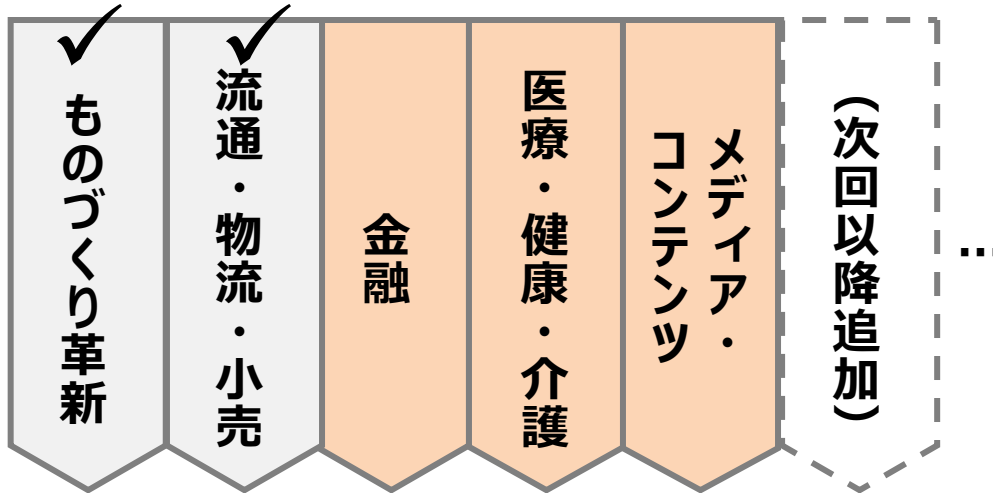 ものづくり革新
流通・物流・小売
金融
医療・健康・介護
メディア・
コンテンツ
（次回以降追加）
…